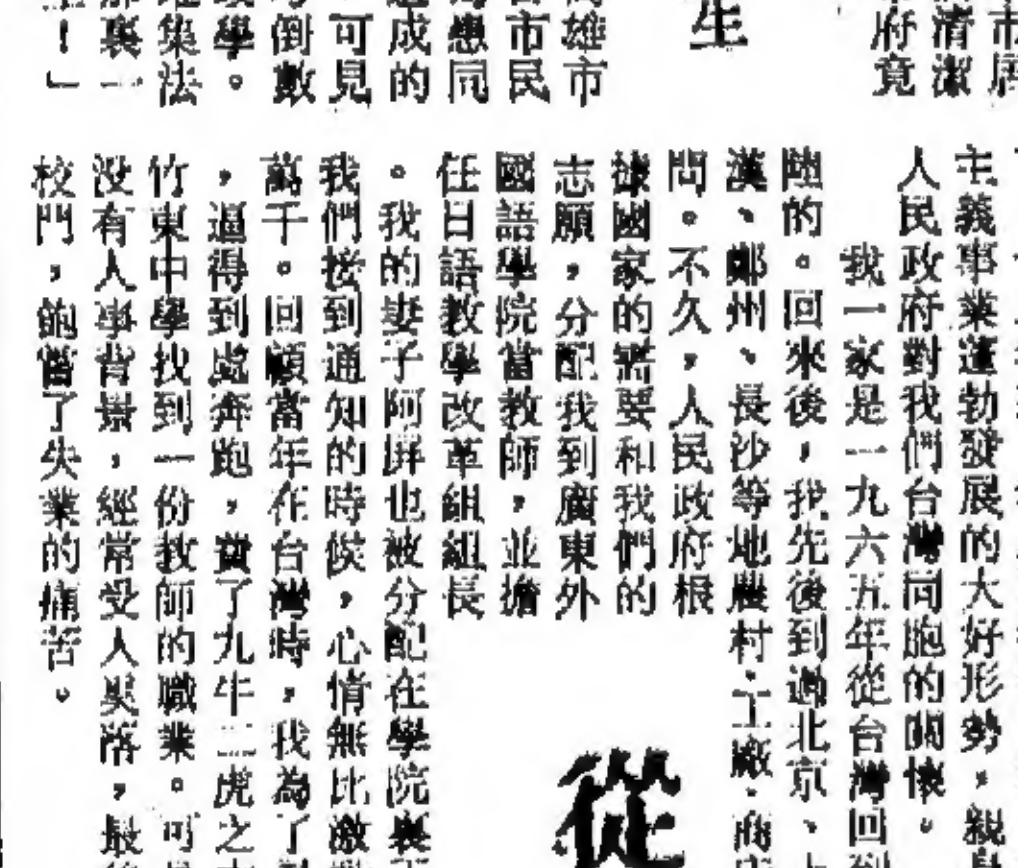 市居
清潔
府竟
生
雄市
市民
患同
成的
可見
倒數
學。
集法
裏一
！」
主義事業蓬勃發展的大好形勢，親
人民政府對我們台灣同胞的關懷。
我一家是一九六五年從台灣回到
陸的。回來後，我先後到過北京、
漢、鄭州、長沙等地農村、工廠、商店
問。不久，人民政府根
據國家的需要和我們的
志願，分配我到廣東外
國語學院當教師，並擔
任日語教學改革組組長
。我的妻子阿屏也被分配在學院裏
我們接到通知的時候，心情無比激
萬千。回顧當年在台灣時，我為了
，逼得到處奔跑，費了九牛二虎之
竹東中學找到一份教師的職業。可
没有人事背景，經常受人奚落，最
校門，飽嘗了失業的痛苦。
從